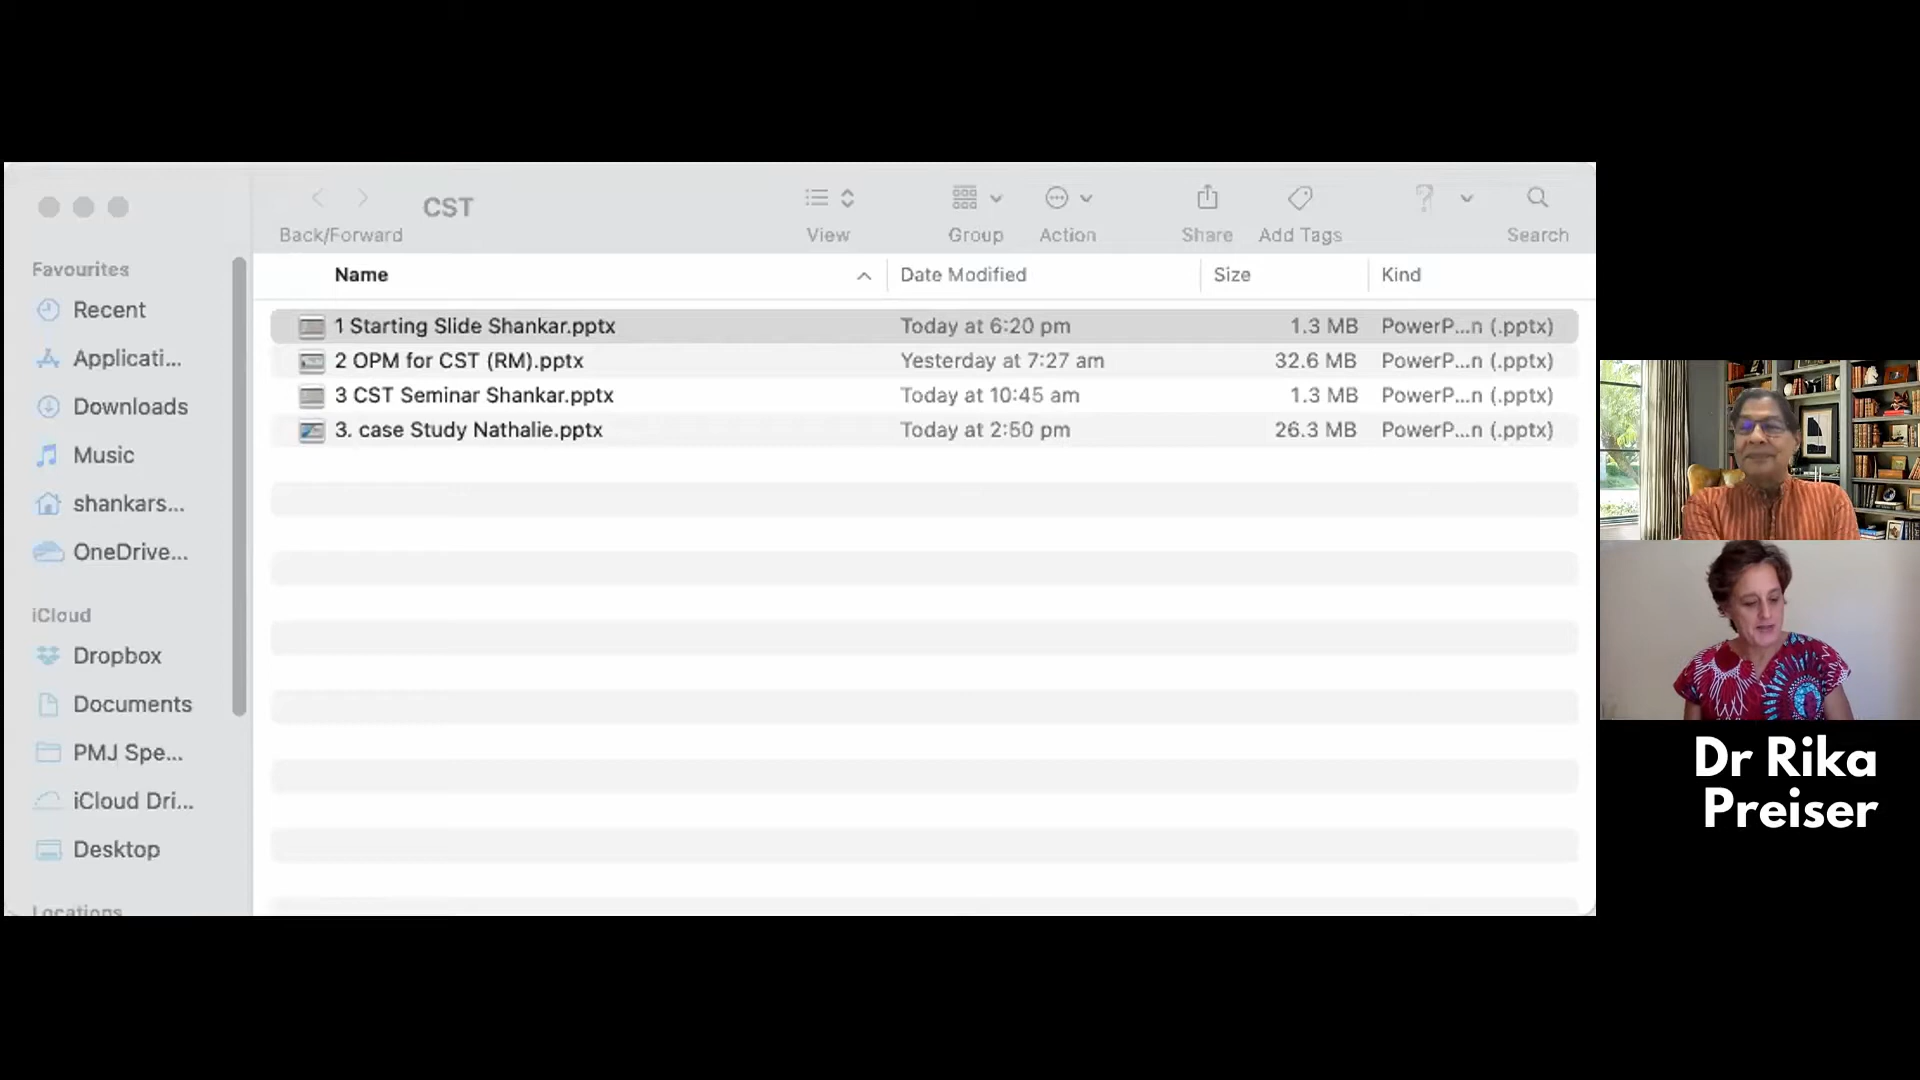 CST
Back/Forward
View
Group
Action
Share
Add Tags
Search
Favourites
Recent
Applicati...
Downloads
Music
shankars...
OneDrive...
iCloud
Dropbox
Documents
PMJ Spe...
iCloud Dri...
Desktop
Locations
Name Date Modified Size Kind
1 Starting Slide Shankar.pptx Today at 6:20 pm 1.3 MB PowerP...n (.pptx)
2 OPM for CST (RM).pptx Yesterday at 7:27 am 32.6 MB PowerP...n (.pptx)
3 CST Seminar Shankar.pptx Today at 10:45 am 1.3 MB PowerP...n (.pptx)
3. case Study Nathalie.pptx Today at 2:50 pm 26.3 MB PowerP...n (.pptx)
Dr Rika
Preiser